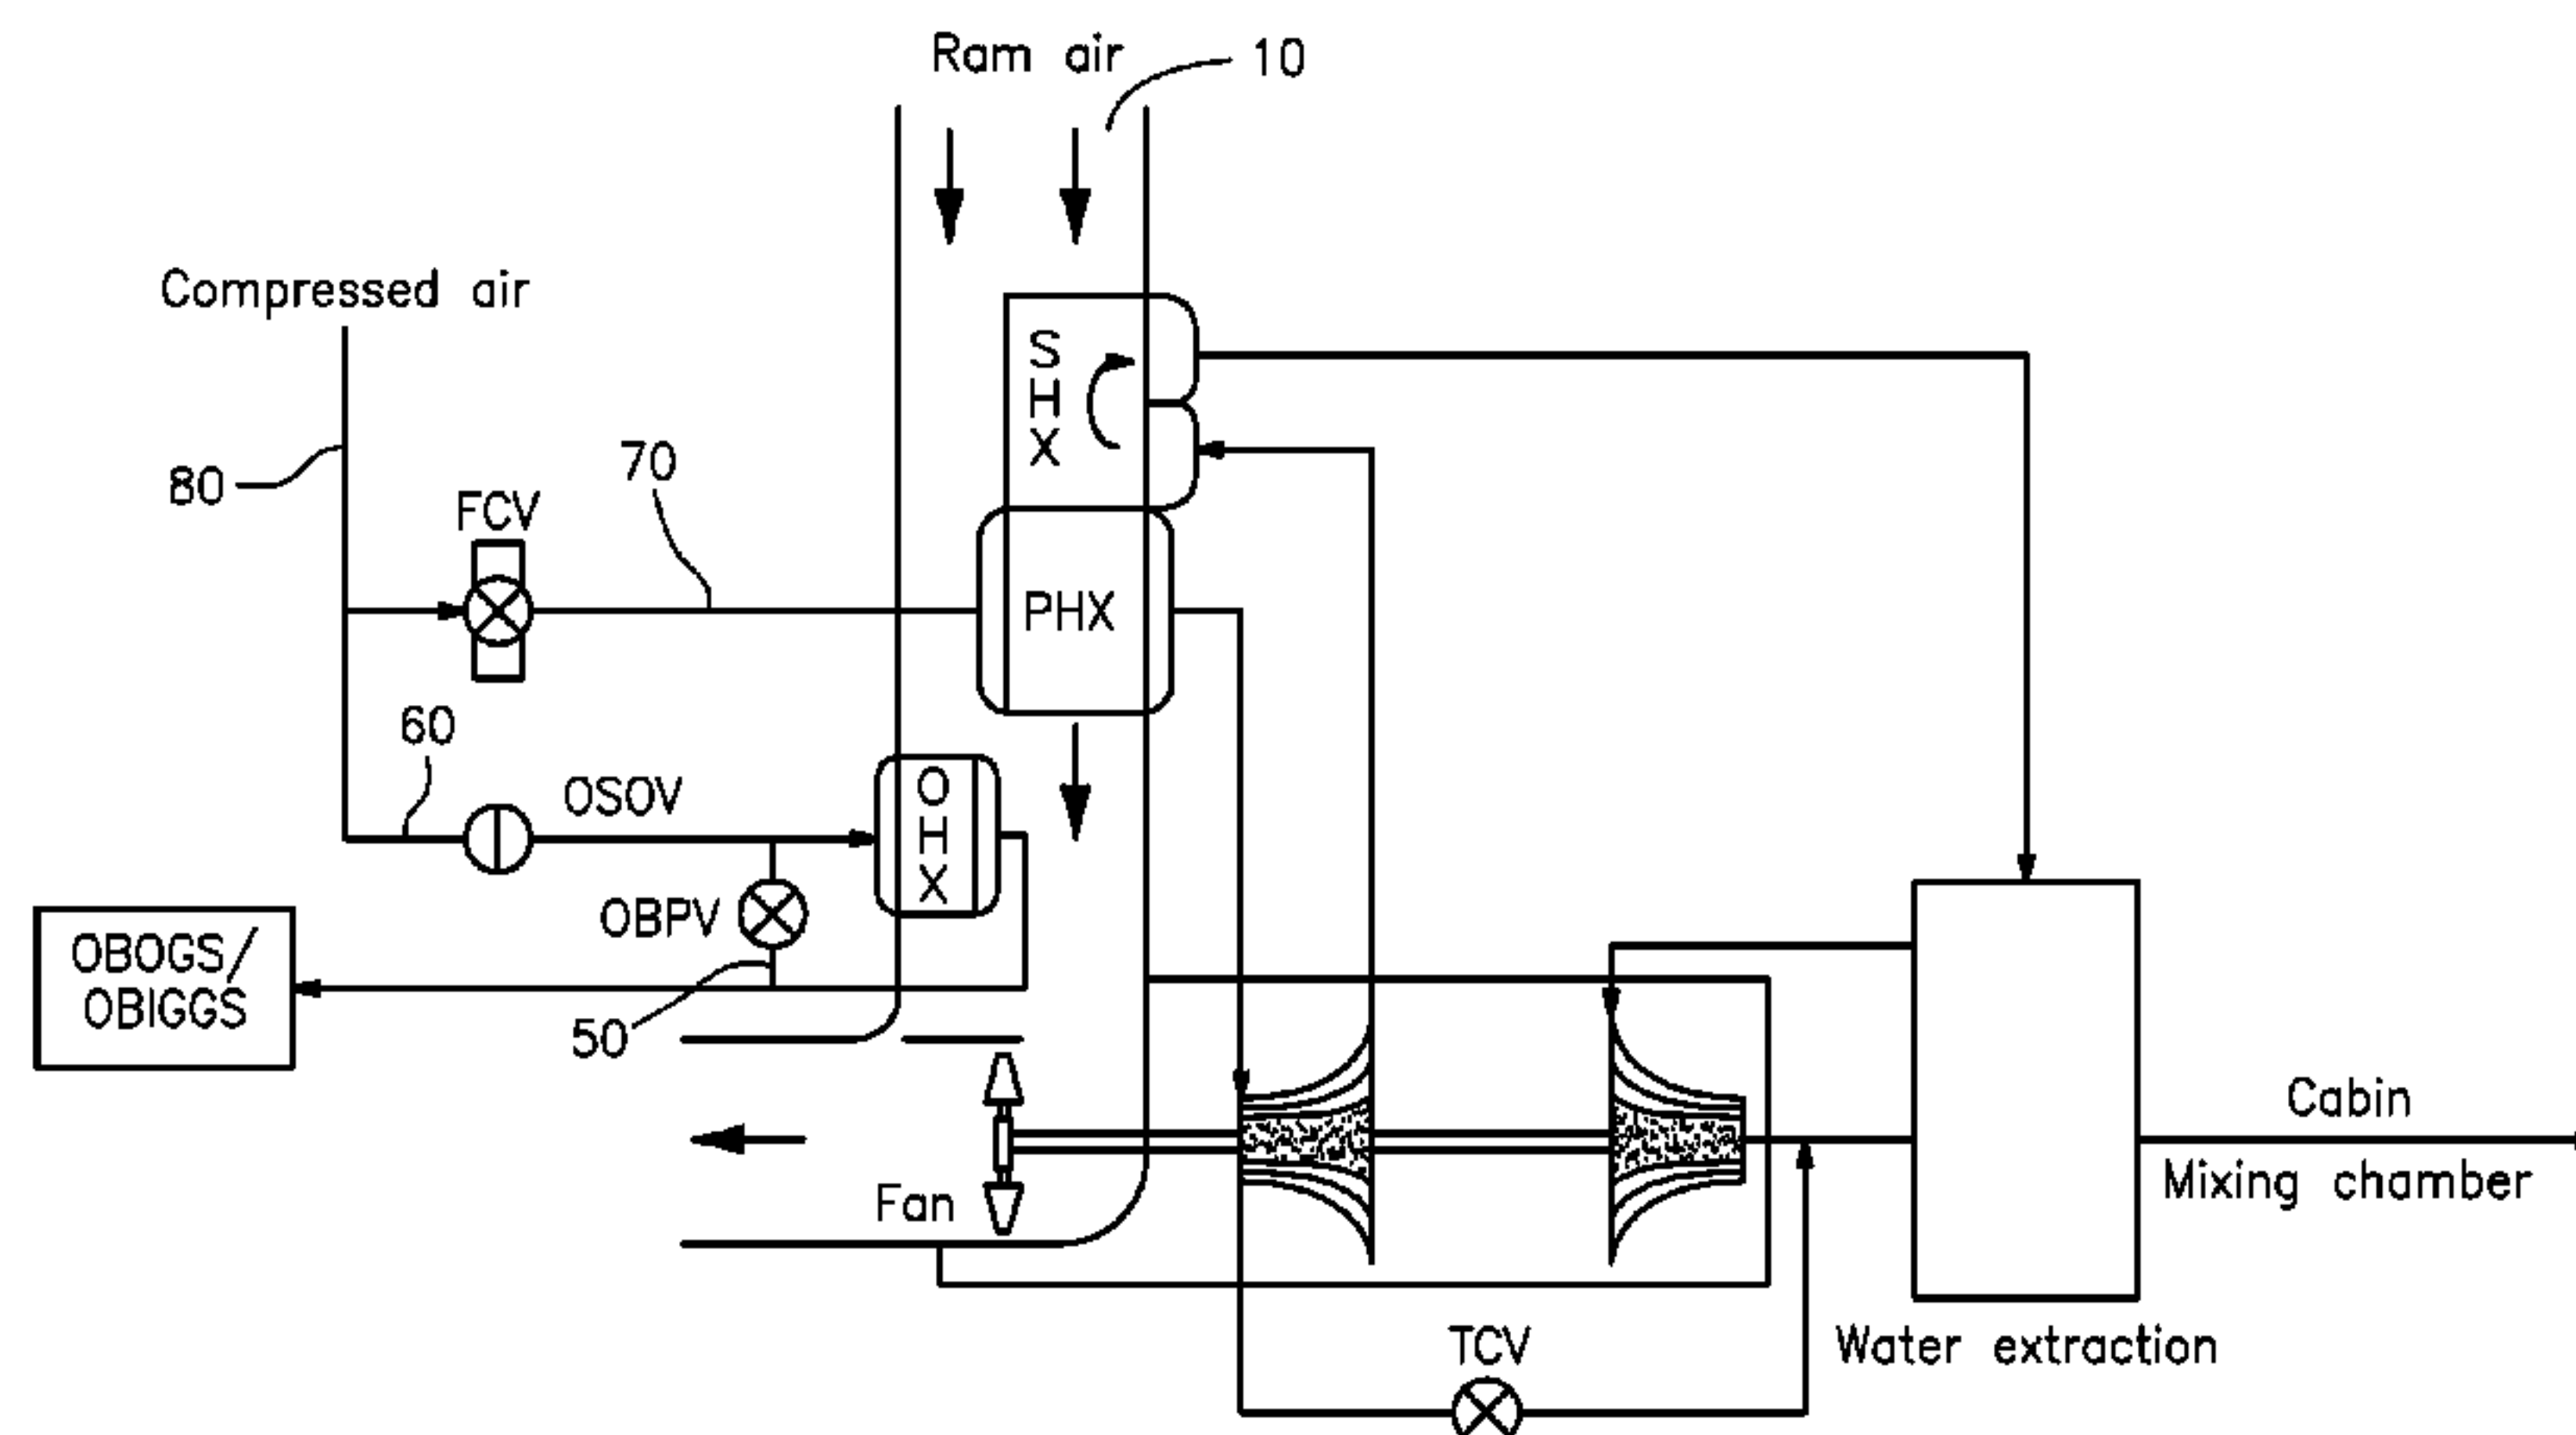 Ram air
10
Compressed air
S
H
X
80
70
FCV
PHX
60
OSOV
O
H
X
OBPV
OBOGS/
OBIGGS
50
Fan
Cabin
Mixing chamber
TCV
Water extraction